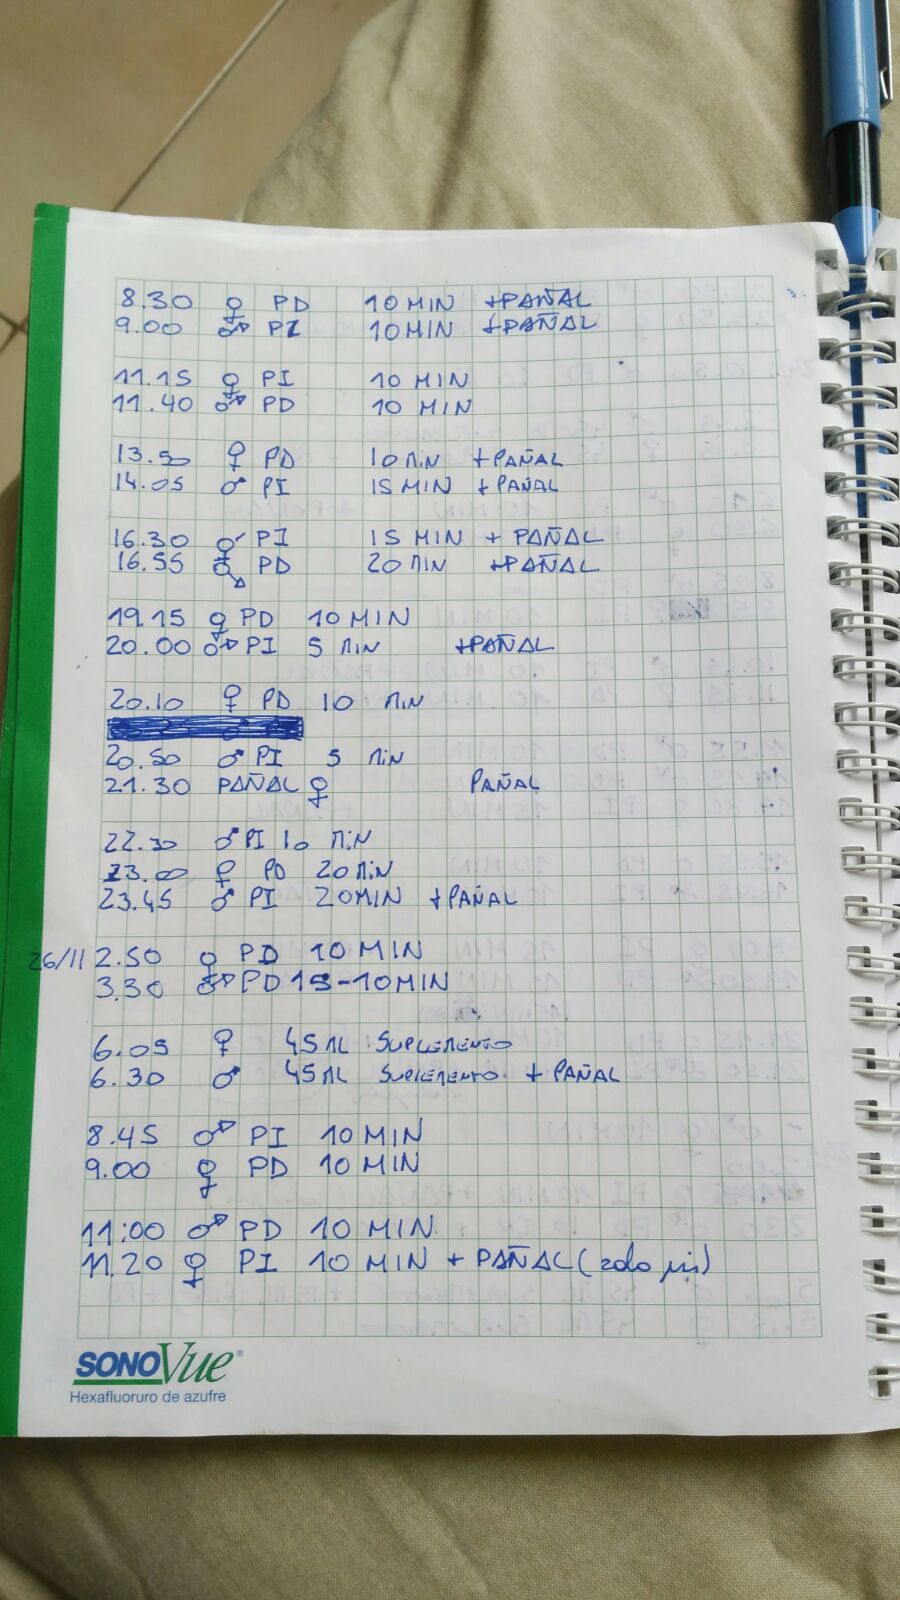 8.30 ♀ PD 10 MIN +PAÑAL
9.00 ♂ PI 10 MIN +PAÑAL
11.15 ♀ PI 10 MIN
11.40 ♂ PD 10 MIN
13.50 ♀ PD 10 MiN +PAÑAL
14.05 ♂ PI 15 MIN +PAÑAL
16.30 ♀ PI 15 MIN + PAÑAL
16.55 ♂ PD 20 MiN +PAÑAL
19.15 ♀ PD 10 MIN
20.00 ♂ PI 5 MiN +PAÑAL
20.10 ♀ PD 10 MiN
20.50 ♂ PI 5 MiN
21.30 PAÑAL ♀ PAÑAL
22.30 ♂ PI 10 MiN
23.00 ♀ PD 20 MiN
23.45 ♂ PI 20 MIN +PAÑAL
26/11 2.50 ♀ PD 10 MIN
3.30 ♂ PD 15-10 MIN
6.05 ♀ 45 ML SUPLEMENTO
6.30 ♂ 45 ML SUPLEMENTO + PAÑAL
8.45 ♂ PI 10 MIN
9.00 ♀ PD 10 MIN
11:00 ♂ PD 10 MIN
11.20 ♀ PI 10 MIN + PAÑAL (solo pis)
SONOVue®
Hexafluoruro de azufre